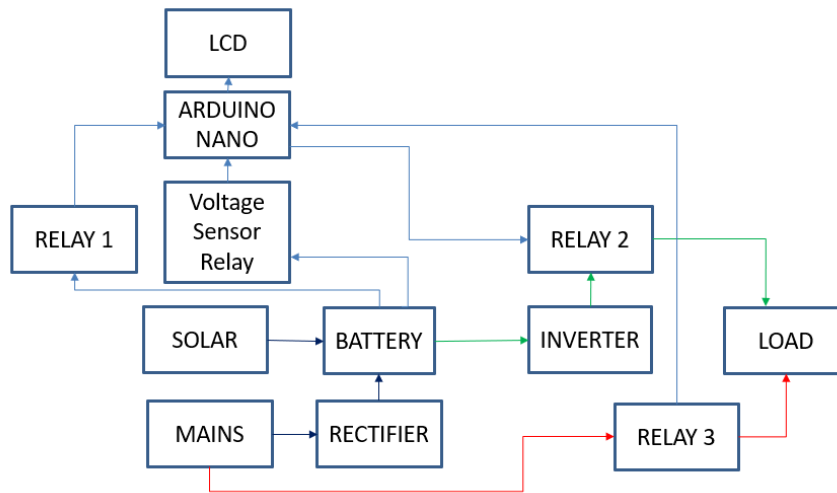 LCD
ARDUINO
NANO
Voltage
Sensor
Relay
RELAY 1
RELAY 2
SOLAR
BATTERY
INVERTER
LOAD
MAINS
RECTIFIER
RELAY 3